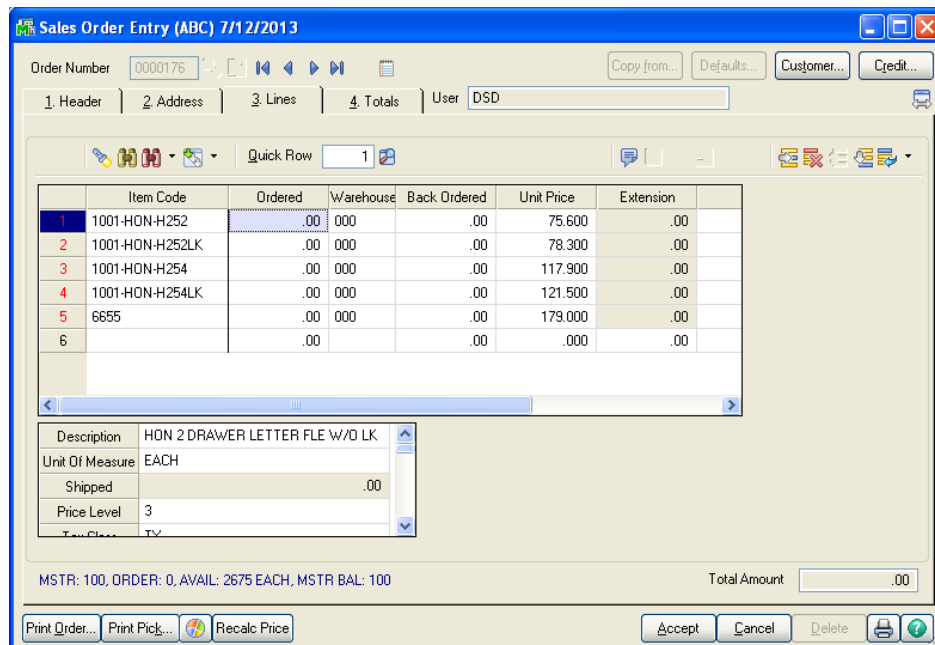 Sales Order Entry (ABC) 7/12/2013
Order Number 0000176 Copy from... Defaults... Customer... Credit...
1. Header 2. Address 3. Lines 4. Totals User DSD
Quick Row 1
Item Code Ordered Warehouse Back Ordered Unit Price Extension
1 1001-HON-H252 .00 000 .00 75.600 .00
2 1001-HON-H252LK .00 000 .00 78.300 .00
3 1001-HON-H254 .00 000 .00 117.900 .00
4 1001-HON-H254LK .00 000 .00 121.500 .00
5 6655 .00 000 .00 179.000 .00
6 .00 .00 .000 .00
Description HON 2 DRAWER LETTER FLE W/O LK
Unit Of Measure EACH
Shipped .00
Price Level 3
Tax Class TX
MSTR: 100, ORDER: 0, AVAIL: 2675 EACH, MSTR BAL: 100 Total Amount .00
Print Order... Print Pick... Recalc Price Accept Cancel Delete